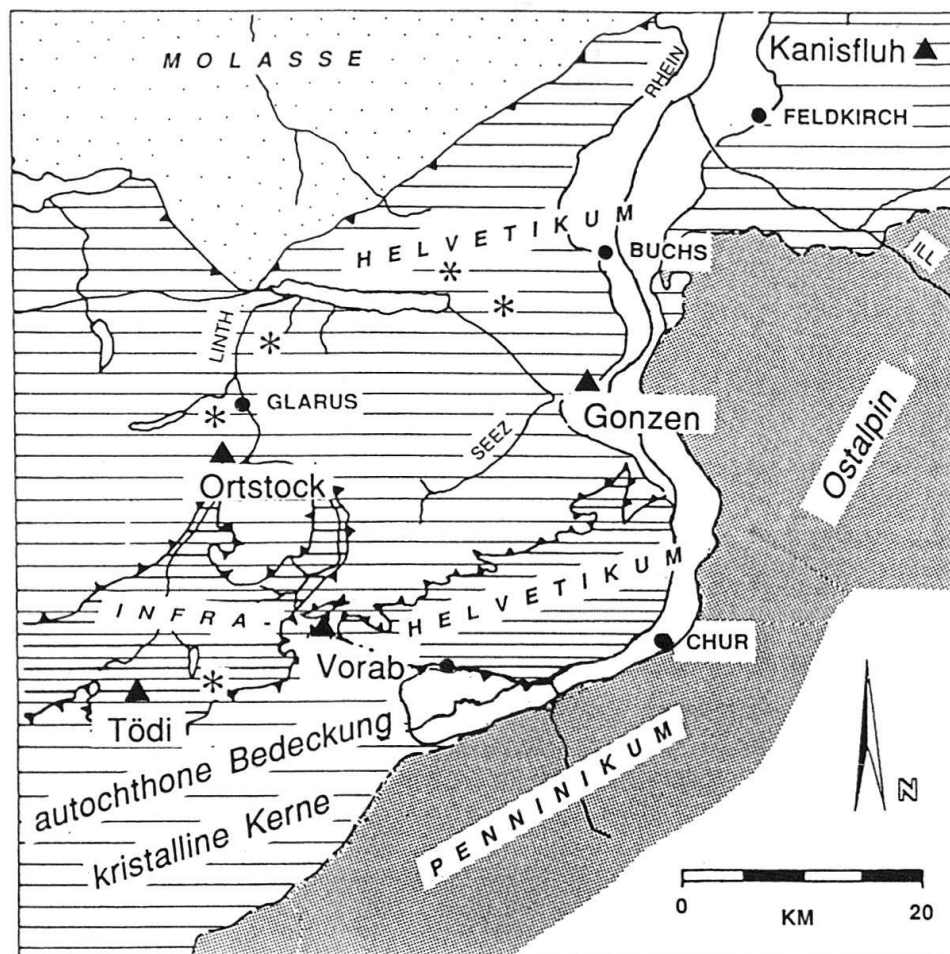 MOLASSE
Kanisfluh
RHEIN
FELDKIRCH
HELVETIKUM
BUCHS
ILL
LINTH
GLARUS
Gonzen
SEEZ
Ostalpin
Ortstock
INFRA-
HELVETIKUM
CHUR
Vorab
Tödi
autochthone Bedeckung
kristalline Kerne
PENNINIKUM
N
0 20
KM